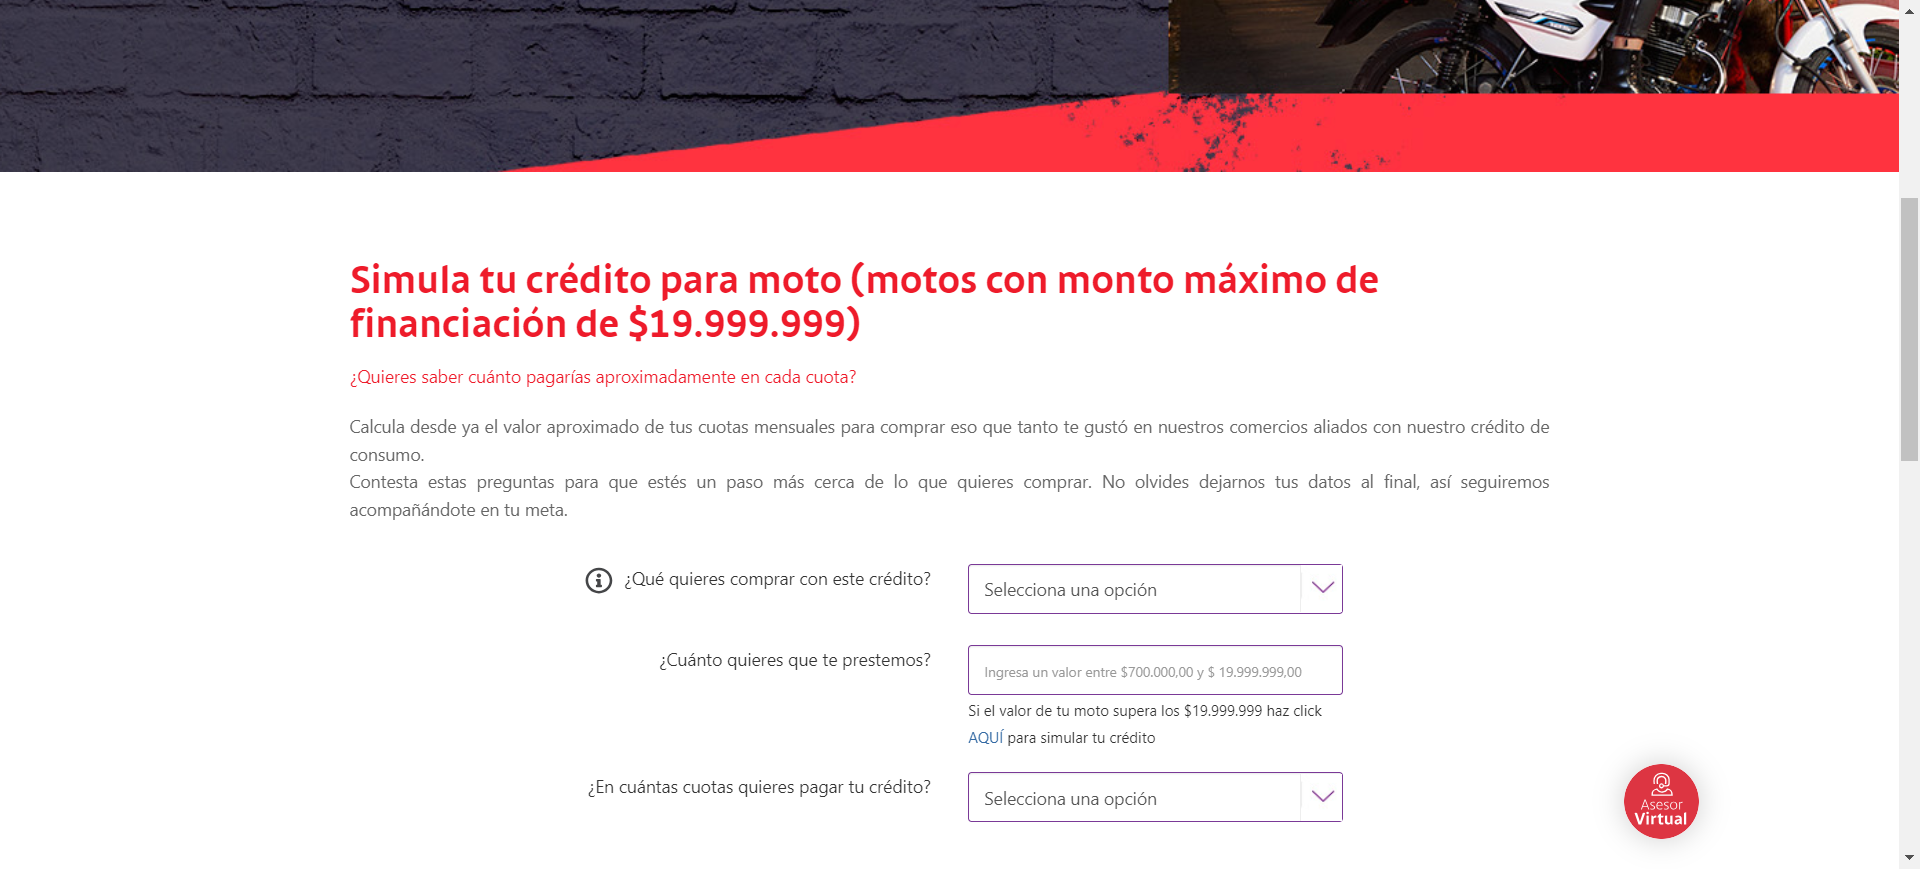 Simula tu crédito para moto (motos con monto máximo de
financiación de $19.999.999)
¿Quieres saber cuánto pagarías aproximadamente en cada cuota?
Calcula desde ya el valor aproximado de tus cuotas mensuales para comprar eso que tanto te gustó en nuestros comercios aliados con nuestro crédito de
consumo.
Contesta estas preguntas para que estés un paso más cerca de lo que quieres comprar. No olvides dejarnos tus datos al final, así seguiremos
acompañándote en tu meta.
¿Qué quieres comprar con este crédito?
Selecciona una opción
¿Cuánto quieres que te prestemos?
Ingresa un valor entre $700.000,00 y $ 19.999.999,00
Si el valor de tu moto supera los $19.999.999 haz click
AQUÍ para simular tu crédito
¿En cuántas cuotas quieres pagar tu crédito?
Selecciona una opción
Asesor
Virtual